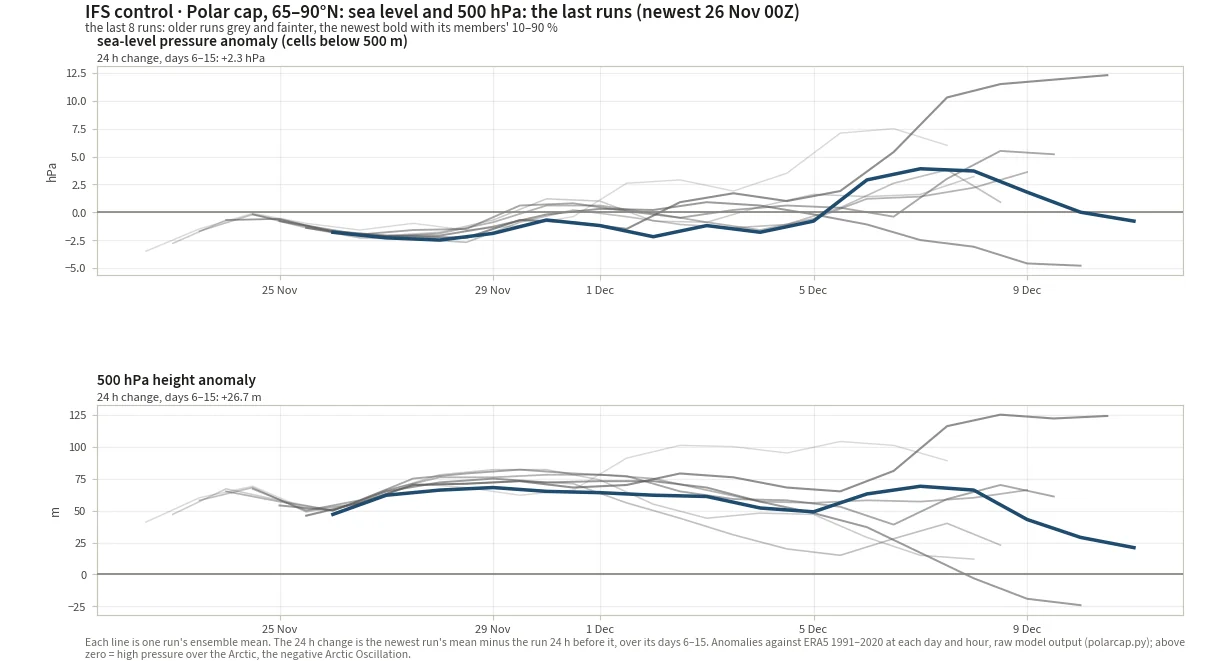 IFS control · Polar cap, 65–90°N: sea level and 500 hPa: the last runs (newest 26 Nov 00Z)
the last 8 runs: older runs grey and fainter, the newest bold with its members' 10–90 %
sea-level pressure anomaly (cells below 500 m)
24 h change, days 6–15: +2.3 hPa
12.5
10.0
7.5
5.0
2.5
0.0
−2.5
−5.0
hPa
25 Nov
29 Nov
1 Dec
5 Dec
9 Dec
500 hPa height anomaly
24 h change, days 6–15: +26.7 m
125
100
75
50
25
0
−25
m
25 Nov
29 Nov
1 Dec
5 Dec
9 Dec
Each line is one run's ensemble mean. The 24 h change is the newest run's mean minus the run 24 h before it, over its days 6–15. Anomalies against ERA5 1991–2020 at each day and hour, raw model output (polarcap.py); above
zero = high pressure over the Arctic, the negative Arctic Oscillation.